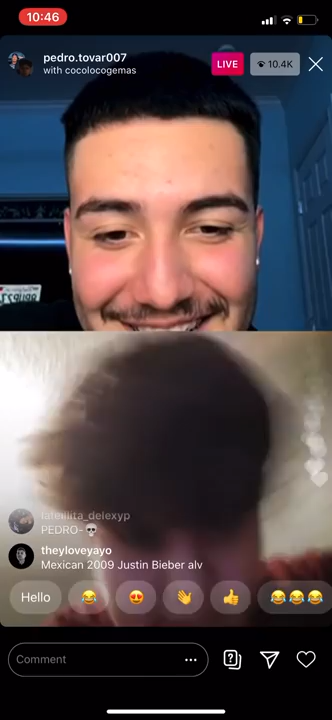 10:46
pedro.tovar007
with cocolocogemas
LIVE
10.4K
PEDRO-💀
theyloveyayo
Mexican 2009 Justin Bieber alv
Hello
😂
😍
👋
👍
😂😂😂
Comment